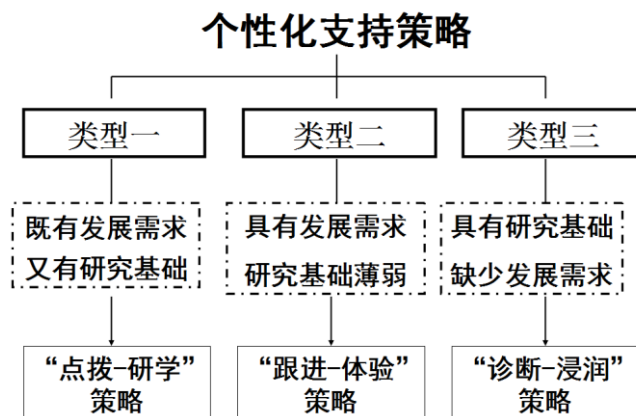 个性化支持策略
类型一
类型二
类型三
既有发展需求
又有研究基础
具有发展需求
研究基础薄弱
具有研究基础
缺少发展需求
“点拨-研学”
策略
“跟进-体验”
策略
“诊断-浸润”
策略